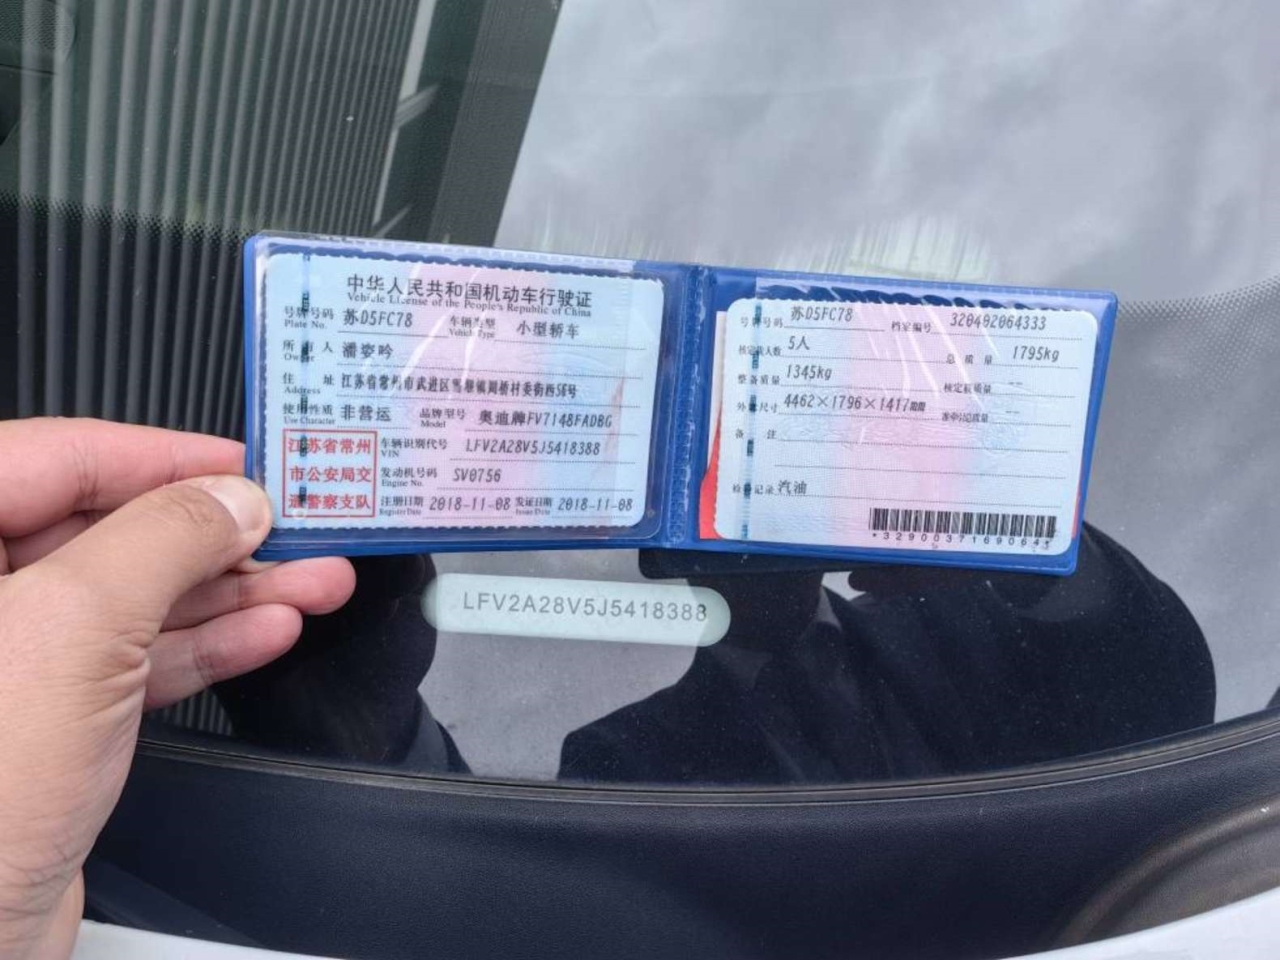 中华人民共和国机动车行驶证
Vehicle License of the People's Republic of China
号牌号码 苏D5FC78 车辆类型 小型轿车
Plate No. Vehicle Type
所有人 潘姿吟
Owner
住址 江苏省常州市武进区
Address
使用性质 非营运 品牌型号 奥迪牌FV7148FADBG
Use Character Model
江苏省常州
市公安局交
通警察支队
车辆识别代号 LFV2A28V5J5418388
VIN
发动机号码 SV0756
Engine No.
注册日期 2018-11-08 发证日期 2018-11-08
Register Date Issue Date
号牌号码 苏D5FC78 档案编号 320402064333
核定载人数 5人 总质量 1795kg
整备质量 1345kg 核定载质量 --
外廓尺寸 4462×1796×1417mm 准牵引总质量 --
备注
检验记录 汽油
*3290037169064*
LFV2A28V5J5418388